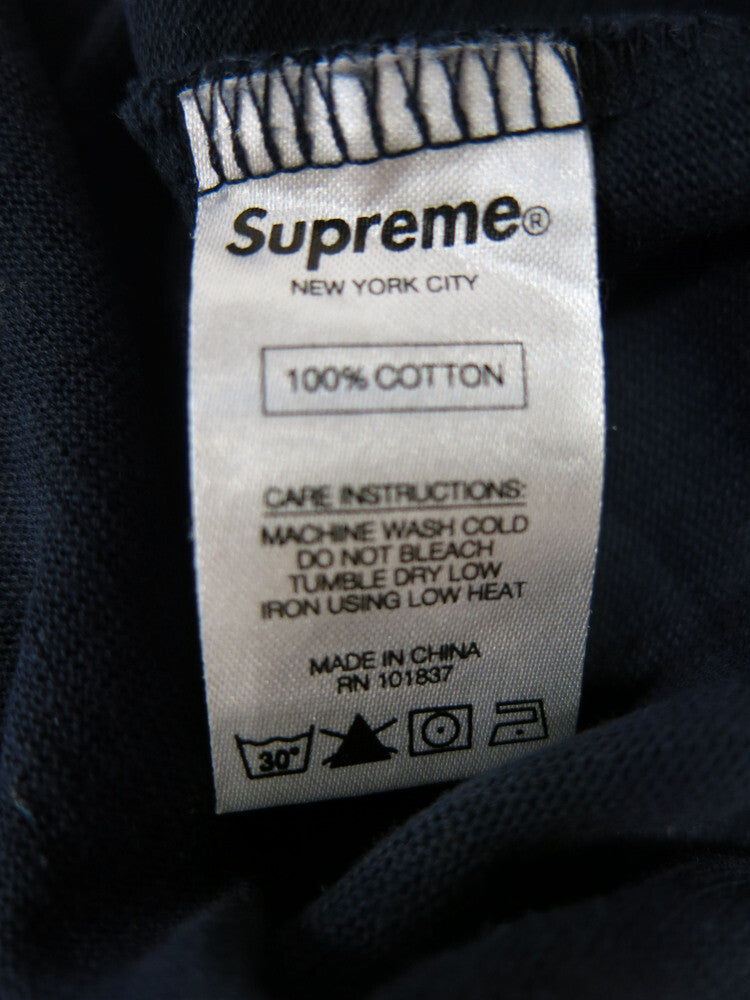 Supreme®
NEW YORK CITY
100% COTTON
CARE INSTRUCTIONS:
MACHINE WASH COLD
DO NOT BLEACH
TUMBLE DRY LOW
IRON USING LOW HEAT
MADE IN CHINA
RN 101837
30°